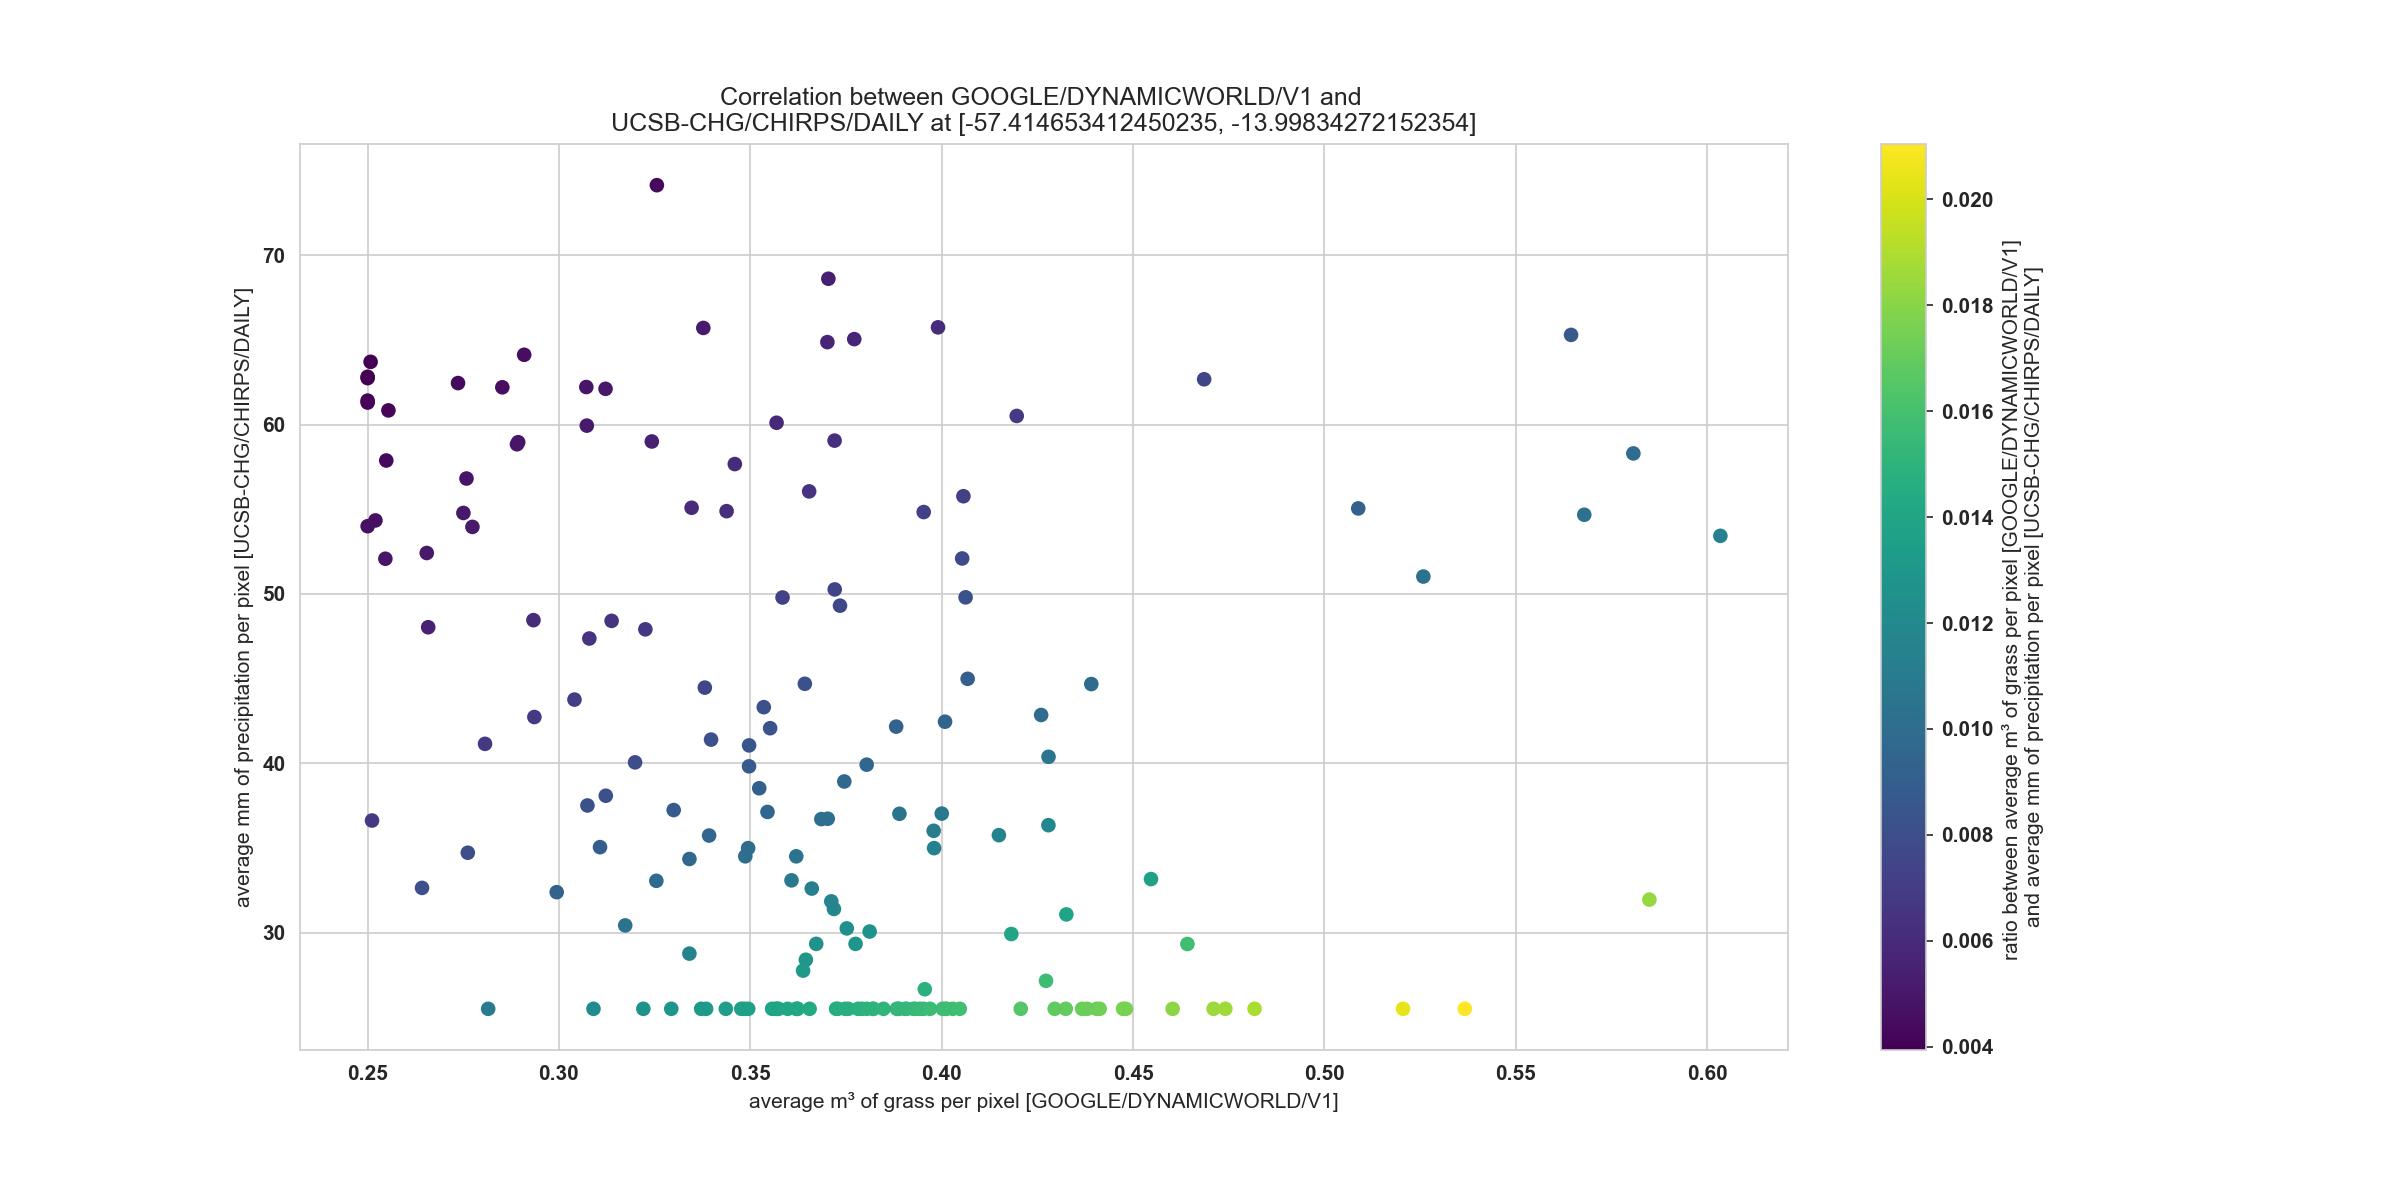 Correlation between GOOGLE/DYNAMICWORLD/V1 and
UCSB-CHG/CHIRPS/DAILY at [-57.414653412450235, -13.99834272152354]
average mm of precipitation per pixel [UCSB-CHG/CHIRPS/DAILY]
70
60
50
40
30
0.25 0.30 0.35 0.40 0.45 0.50 0.55 0.60
average m³ of grass per pixel [GOOGLE/DYNAMICWORLD/V1]
0.020
0.018
0.016
0.014
0.012
0.010
0.008
0.006
0.004
ratio between average m³ of grass per pixel [GOOGLE/DYNAMICWORLD/V1]
and average mm of precipitation per pixel [UCSB-CHG/CHIRPS/DAILY]